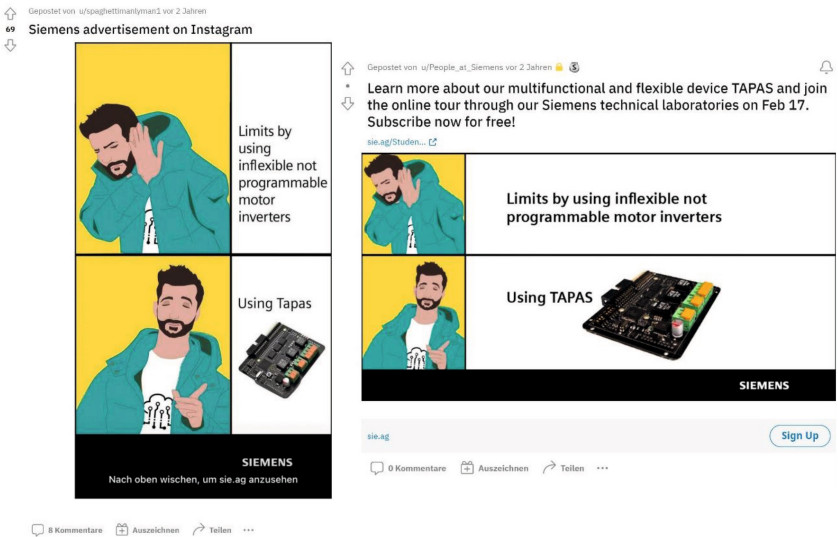 Gepostet von u/spaghettimanlyman1 vor 2 Jahren
69
Siemens advertisement on Instagram
Limits by
using
inflexible not
programmable
motor
inverters
Using Tapas
SIEMENS
Nach oben wischen, um sie.ag anzusehen
8 Kommentare
Auszeichnen
Teilen
Gepostet von u/People_at_Siemens vor 2 Jahren
Learn more about our multifunctional and flexible device TAPAS and join
the online tour through our Siemens technical laboratories on Feb 17.
Subscribe now for free!
sie.ag/Studen...
Limits by using inflexible not
programmable motor inverters
Using TAPAS
SIEMENS
sie.ag
Sign Up
0 Kommentare
Auszeichnen
Teilen